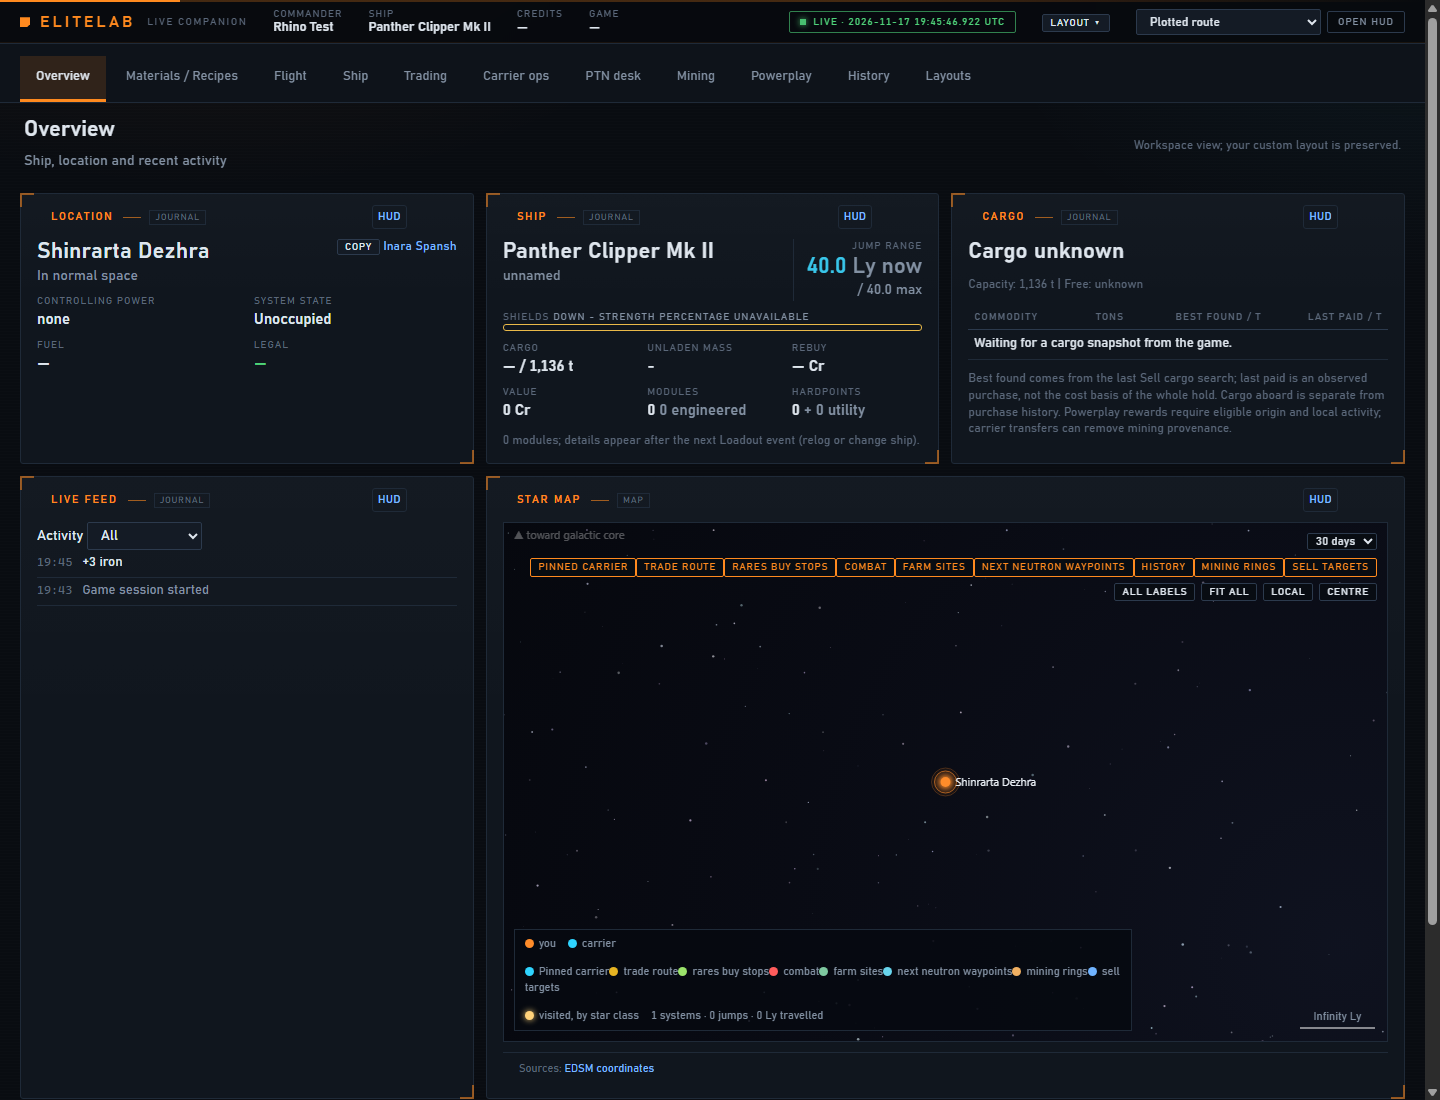 ELITELAB LIVE COMPANION
COMMANDER SHIP CREDITS GAME
Rhino Test Panther Clipper Mk II — —
LIVE · 2026-11-17 19:45:46.922 UTC
LAYOUT ▾
Plotted route
OPEN HUD
Overview Materials / Recipes Flight Ship Trading Carrier ops PTN desk Mining Powerplay History Layouts
Overview
Ship, location and recent activity
Workspace view; your custom layout is preserved.
LOCATION — JOURNAL HUD
Shinrarta Dezhra COPY Inara Spansh
In normal space
CONTROLLING POWER SYSTEM STATE
none Unoccupied
FUEL LEGAL
— —
SHIP — JOURNAL HUD
Panther Clipper Mk II
unnamed
JUMP RANGE
40.0 Ly now
/ 40.0 max
SHIELDS DOWN - STRENGTH PERCENTAGE UNAVAILABLE
CARGO UNLADEN MASS REBUY
— / 1,136 t - — Cr
VALUE MODULES HARDPOINTS
0 Cr 0 0 engineered 0 + 0 utility
0 modules; details appear after the next Loadout event (relog or change ship).
CARGO — JOURNAL HUD
Cargo unknown
Capacity: 1,136 t | Free: unknown
COMMODITY TONS BEST FOUND / T LAST PAID / T
Waiting for a cargo snapshot from the game.
Best found comes from the last Sell cargo search; last paid is an observed
purchase, not the cost basis of the whole hold. Cargo aboard is separate from
purchase history. Powerplay rewards require eligible origin and local activity;
carrier transfers can remove mining provenance.
LIVE FEED — JOURNAL HUD
Activity All
19:45 +3 iron
19:43 Game session started
STAR MAP — MAP HUD
▲ toward galactic core
30 days
PINNED CARRIER TRADE ROUTE RARES BUY STOPS COMBAT FARM SITES NEXT NEUTRON WAYPOINTS HISTORY MINING RINGS SELL TARGETS
ALL LABELS FIT ALL LOCAL CENTRE
Shinrarta Dezhra
you carrier
Pinned carrier trade route rares buy stops combat farm sites next neutron waypoints mining rings sell
targets
visited, by star class 1 systems · 0 jumps · 0 Ly travelled
Infinity Ly
Sources: EDSM coordinates